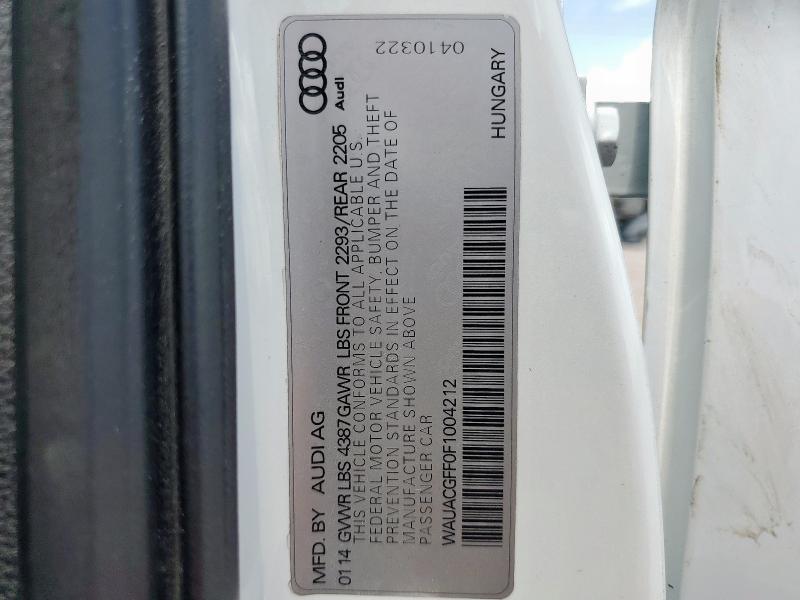 MFD. BY AUDI AG
Audi
0114 GVWR LBS 4387 GAWR LBS FRONT 2293/REAR 2205
THIS VEHICLE CONFORMS TO ALL APPLICABLE U.S.
FEDERAL MOTOR VEHICLE SAFETY, BUMPER AND THEFT
PREVENTION STANDARDS IN EFFECT ON THE DATE OF
MANUFACTURE SHOWN ABOVE
PASSENGER CAR
0410322
WAUACGFF0F1004212
HUNGARY